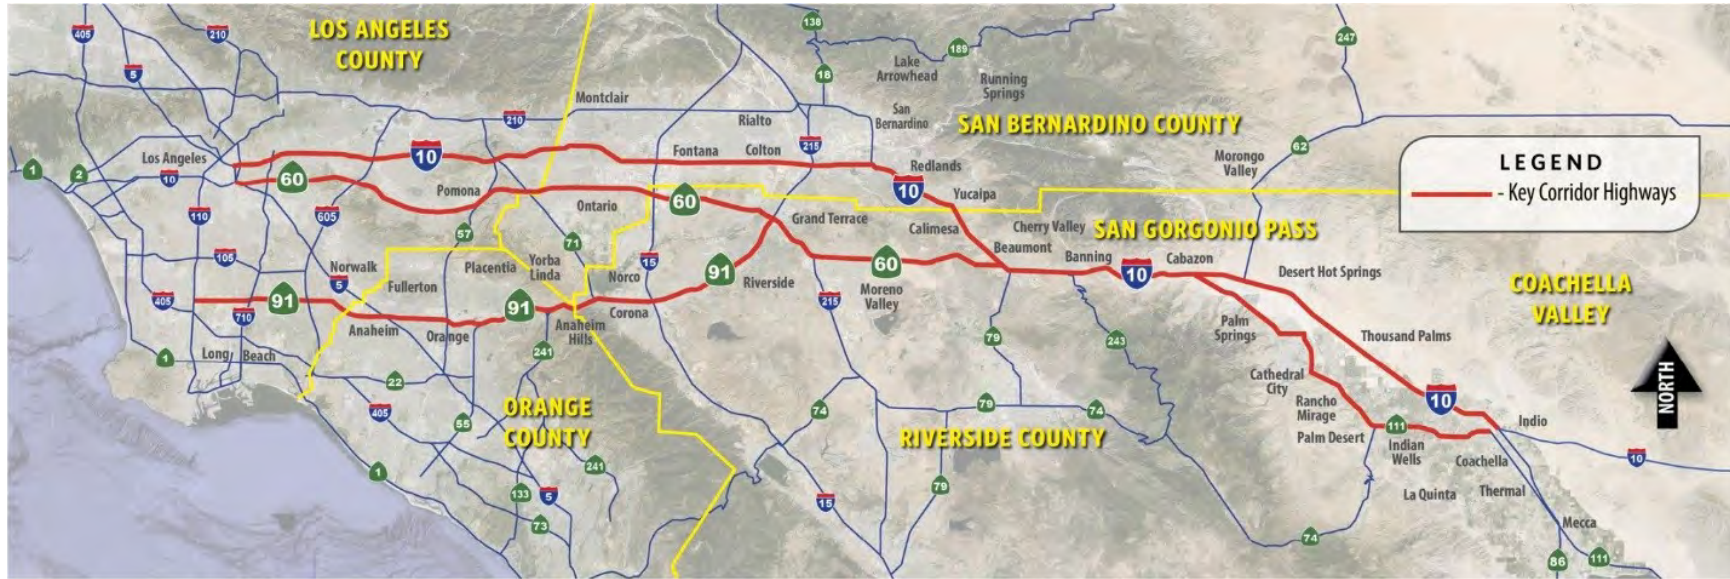 LOS ANGELES
COUNTY
405
210
5
138
18
189
247
Lake
Arrowhead
Running
Springs
Montclair
210
Rialto
San
Bernardino
SAN BERNARDINO COUNTY
215
62
LEGEND
- Key Corridor Highways
1
2
Los Angeles
10
60
10
Fontana
Colton
Redlands
10
Yucaipa
Morongo
Valley
Pomona
110
605
57
Ontario
71
60
Grand Terrace
Calimesa
Cherry Valley
SAN GORGONIO PASS
Beaumont
Banning
10
Cabazon
Desert Hot Springs
COACHELLA
VALLEY
105
Norwalk
5
Fullerton
Placentia
Yorba
Linda
Norco
15
91
Riverside
60
Moreno
Valley
215
405
91
710
Anaheim
Orange
91
Anaheim
Hills
Corona
241
1
Long Beach
22
405
55
ORANGE
COUNTY
74
79
79
243
74
RIVERSIDE COUNTY
Palm
Springs
Thousand Palms
Cathedral
City
Rancho
Mirage
Palm Desert
111
Indian
Wells
10
Indio
NORTH
10
Coachella
La Quinta
Thermal
Mecca
1
133
73
5
241
15
79
74
86
111